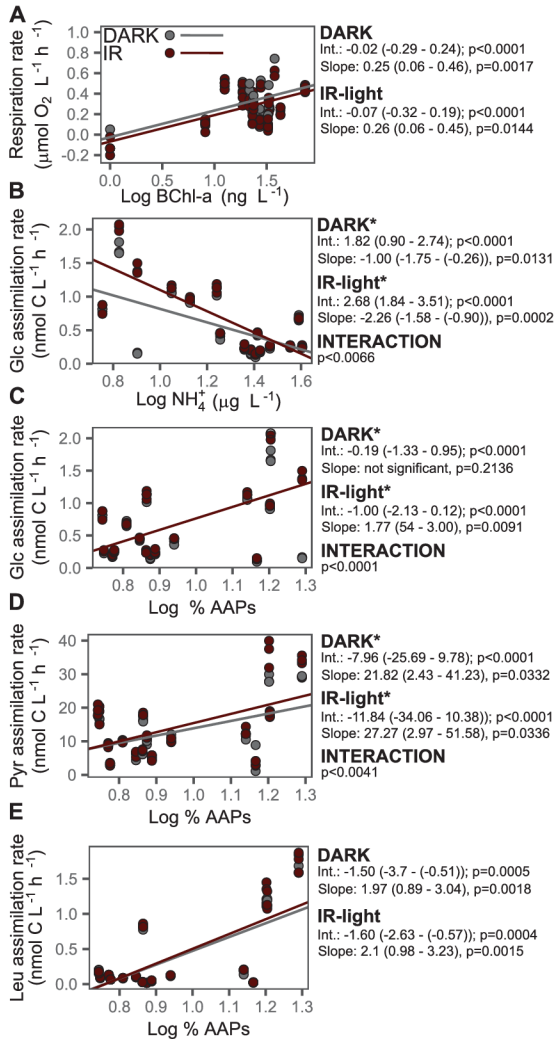 A
DARK
IR
Respiration rate
(μmol O2 L-1 h-1)
1.0
0.8
0.6
0.4
0.2
0.0
-0.2
0.0
0.5
1.0
1.5
Log BChl-a (ng L-1)
DARK
Int.: -0.02 (-0.29 - 0.24); p<0.0001
Slope: 0.25 (0.06 - 0.46), p=0.0017
IR-light
Int.: -0.07 (-0.32 - 0.19); p<0.0001
Slope: 0.26 (0.06 - 0.45), p=0.0144
B
Glc assimilation rate
(nmol C L-1 h-1)
2.0
1.5
1.0
0.5
0.0
0.8
1.0
1.2
1.4
1.6
Log NH4+ (μg L-1)
DARK*
Int.: 1.82 (0.90 - 2.74); p<0.0001
Slope: -1.00 (-1.75 - (-0.26)), p=0.0131
IR-light*
Int.: 2.68 (1.84 - 3.51); p<0.0001
Slope: -2.26 (-1.58 - (-0.90)), p=0.0002
INTERACTION
p<0.0066
C
Glc assimilation rate
(nmol C L-1 h-1)
2.0
1.5
1.0
0.5
0.0
0.8
0.9
1.0
1.1
1.2
1.3
Log % AAPs
DARK*
Int.: -0.19 (-1.33 - 0.95); p<0.0001
Slope: not significant, p=0.2136
IR-light*
Int.: -1.00 (-2.13 - 0.12); p<0.0001
Slope: 1.77 (54 - 3.00), p=0.0091
INTERACTION
p<0.0001
D
Pyr assimilation rate
(nmol C L-1 h-1)
40
30
20
10
0
0.8
0.9
1.0
1.1
1.2
1.3
Log % AAPs
DARK*
Int.: -7.96 (-25.69 - 9.78); p<0.0001
Slope: 21.82 (2.43 - 41.23), p=0.0332
IR-light*
Int.: -11.84 (-34.06 - 10.38)); p<0.0001
Slope: 27.27 (2.97 - 51.58), p=0.0336
INTERACTION
p<0.0041
E
Leu assimilation rate
(nmol C L-1 h-1)
1.5
1.0
0.5
0.0
0.8
0.9
1.0
1.1
1.2
1.3
Log % AAPs
DARK
Int.: -1.50 (-3.7 - (-0.51)); p=0.0005
Slope: 1.97 (0.89 - 3.04), p=0.0018
IR-light
Int.: -1.60 (-2.63 - (-0.57)); p=0.0004
Slope: 2.1 (0.98 - 3.23), p=0.0015